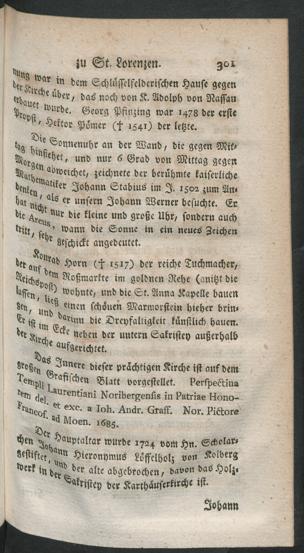 zu St. Lorenzen. 301
nung war in dem Schlüsselfelderischen Hause gegen
der Kirche über, das noch von K. Adolph von Nassau
erbauet wurde. Georg Pfinzing war 1478 der erste
Propst, Hektor Pömer († 1541) der letzte.
Die Sonnenuhr an der Wand, die gegen Mit-
tag hinstehet, und nur 6 Grad von Mittag gegen
Morgen abweichet, zeichnete der berühmte kaiserliche
Mathematiker Johann Stabius im J. 1502 zum An-
denken, als er unsern Johann Werner besuchte. Er
hat nicht nur die kleine und große Uhr, sondern auch
die Arcus, wann die Sonne in ein neues Zeichen
tritt, sehr geschickt angedeutet.
Konrad Horn († 1517) der reiche Tuchmacher,
der auf dem Roßmarkte im goldnen Rehe (anitzt die
Reichspost) wohnte, und die St. Anna Kapelle bauen
lassen, ließ einen schönen Marmorstein hieher brin-
gen, und darinn die Dreyfaltigkeit künstlich hauen.
Er ist im Ecke neben der untern Sakristey außerhalb
der Kirche aufgerichtet.
Das Innere dieser prächtigen Kirche ist auf dem
großen Grafischen Blatt vorgestellet. Perspectiua
Templi Laurentiani Noribergensis in Patriae Hono-
rem del. et exc. a Ioh. Andr. Graff. Nor. Pictore
Francof. ad Moen. 1685.
Der Hauptaltar wurde 1724 vom Hn. Scholar-
chen Johann Hieronymus Löffelholz von Kolberg
gestiftet, und der alte abgebrochen, davon das Holz-
werk in der Sakristey der Karthäuserkirche ist.
Johann